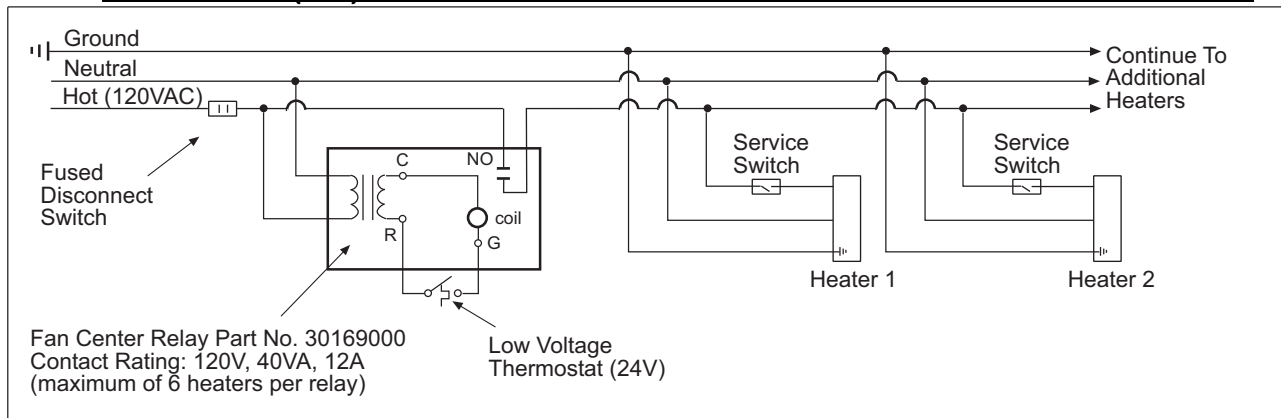 Ground
Neutral
Hot (120VAC)
Continue To
Additional
Heaters
Fused
Disconnect
Switch
C
NO
R
coil
G
Service
Switch
Service
Switch
Heater 1
Heater 2
Fan Center Relay Part No. 30169000
Contact Rating: 120V, 40VA, 12A
(maximum of 6 heaters per relay)
Low Voltage
Thermostat (24V)